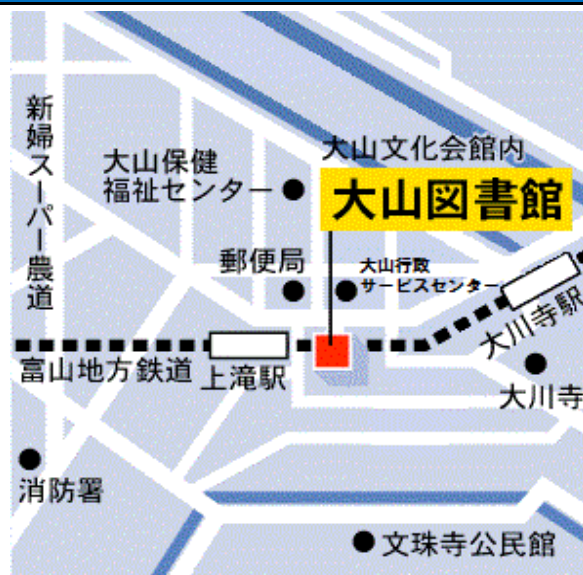 新婦スーパー農道
大山保健
福祉センター
大山文化会館内
大山図書館
郵便局
大山行政
サービスセンター
大川寺駅
富山地方鉄道
上滝駅
大川寺
消防署
文珠寺公民館